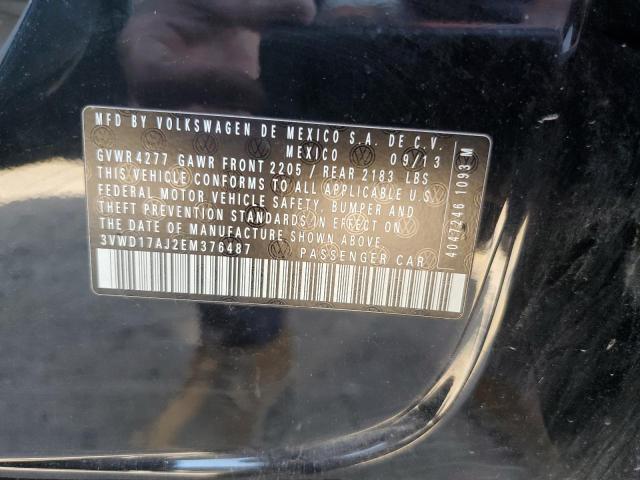 MFD BY VOLKSWAGEN DE MEXICO S.A. DE C.V.
MEXICO 09/13
GVWR 4277 GAWR FRONT 2205 / REAR 2183 LBS
THIS VEHICLE CONFORMS TO ALL APPLICABLE U.S.
FEDERAL MOTOR VEHICLE SAFETY, BUMPER AND
THEFT PREVENTION STANDARDS IN EFFECT ON THE
DATE OF MANUFACTURE SHOWN ABOVE.
3VWD17AJ2EM376487 PASSENGER CAR
4047246 1093 M